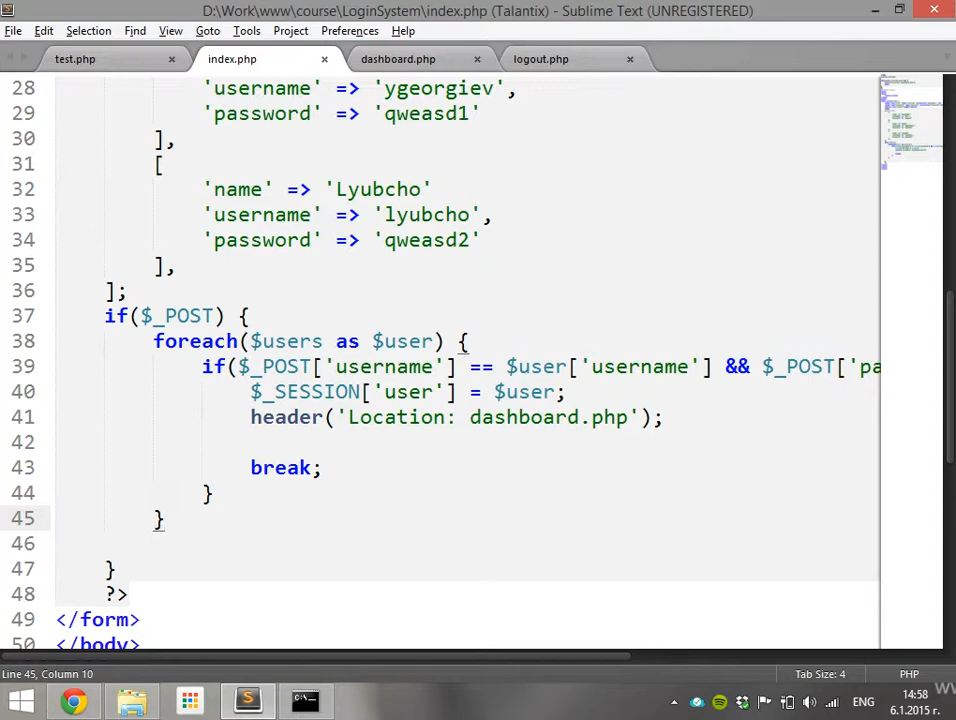 D:\Work\www\course\LoginSystem\index.php (Talantix) - Sublime Text (UNREGISTERED)
File Edit Selection Find View Goto Tools Project Preferences Help
test.php index.php dashboard.php logout.php
28 'username' => 'ygeorgiev',
29 'password' => 'qweasd1'
30 ],
31 [
32 'name' => 'Lyubcho'
33 'username' => 'lyubcho',
34 'password' => 'qweasd2'
35 ],
36 ];
37 if($_POST) {
38 foreach($users as $user) {
39 if($_POST['username'] == $user['username'] && $_POST['pa
40 $_SESSION['user'] = $user;
41 header('Location: dashboard.php');
42
43 break;
44 }
45 }
46
47 }
48 ?>
49 </form>
50 </body>
Line 45, Column 10 Tab Size: 4 PHP
ENG 14:58
6.1.2015 г.